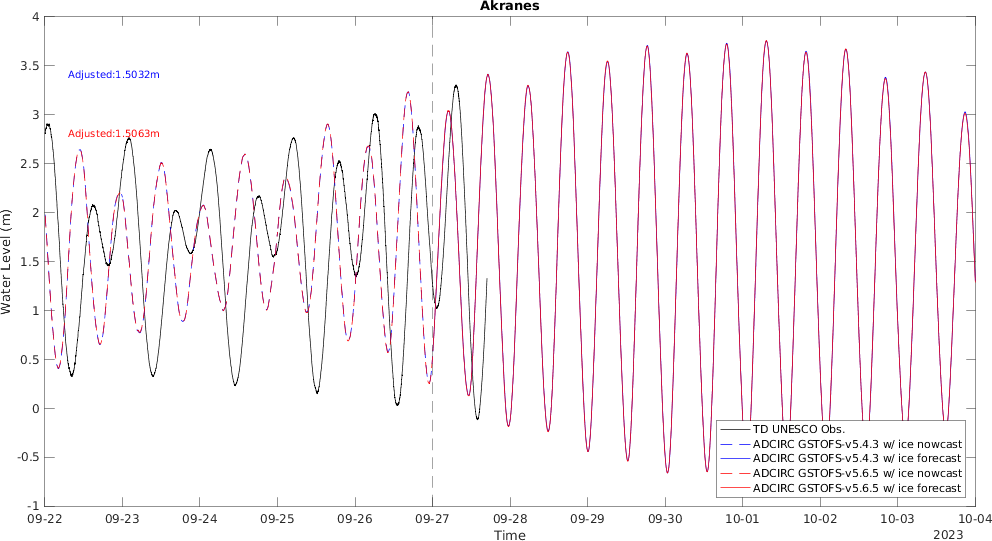 Akranes
4
3.5
3
2.5
2
1.5
1
0.5
0
-0.5
-1
Water Level (m)
Adjusted:1.5032m
Adjusted:1.5063m
TD UNESCO Obs.
ADCIRC GSTOFS-v5.4.3 w/ ice nowcast
ADCIRC GSTOFS-v5.4.3 w/ ice forecast
ADCIRC GSTOFS-v5.6.5 w/ ice nowcast
ADCIRC GSTOFS-v5.6.5 w/ ice forecast
09-22 09-23 09-24 09-25 09-26 09-27 09-28 09-29 09-30 10-01 10-02 10-03 10-04
Time
2023